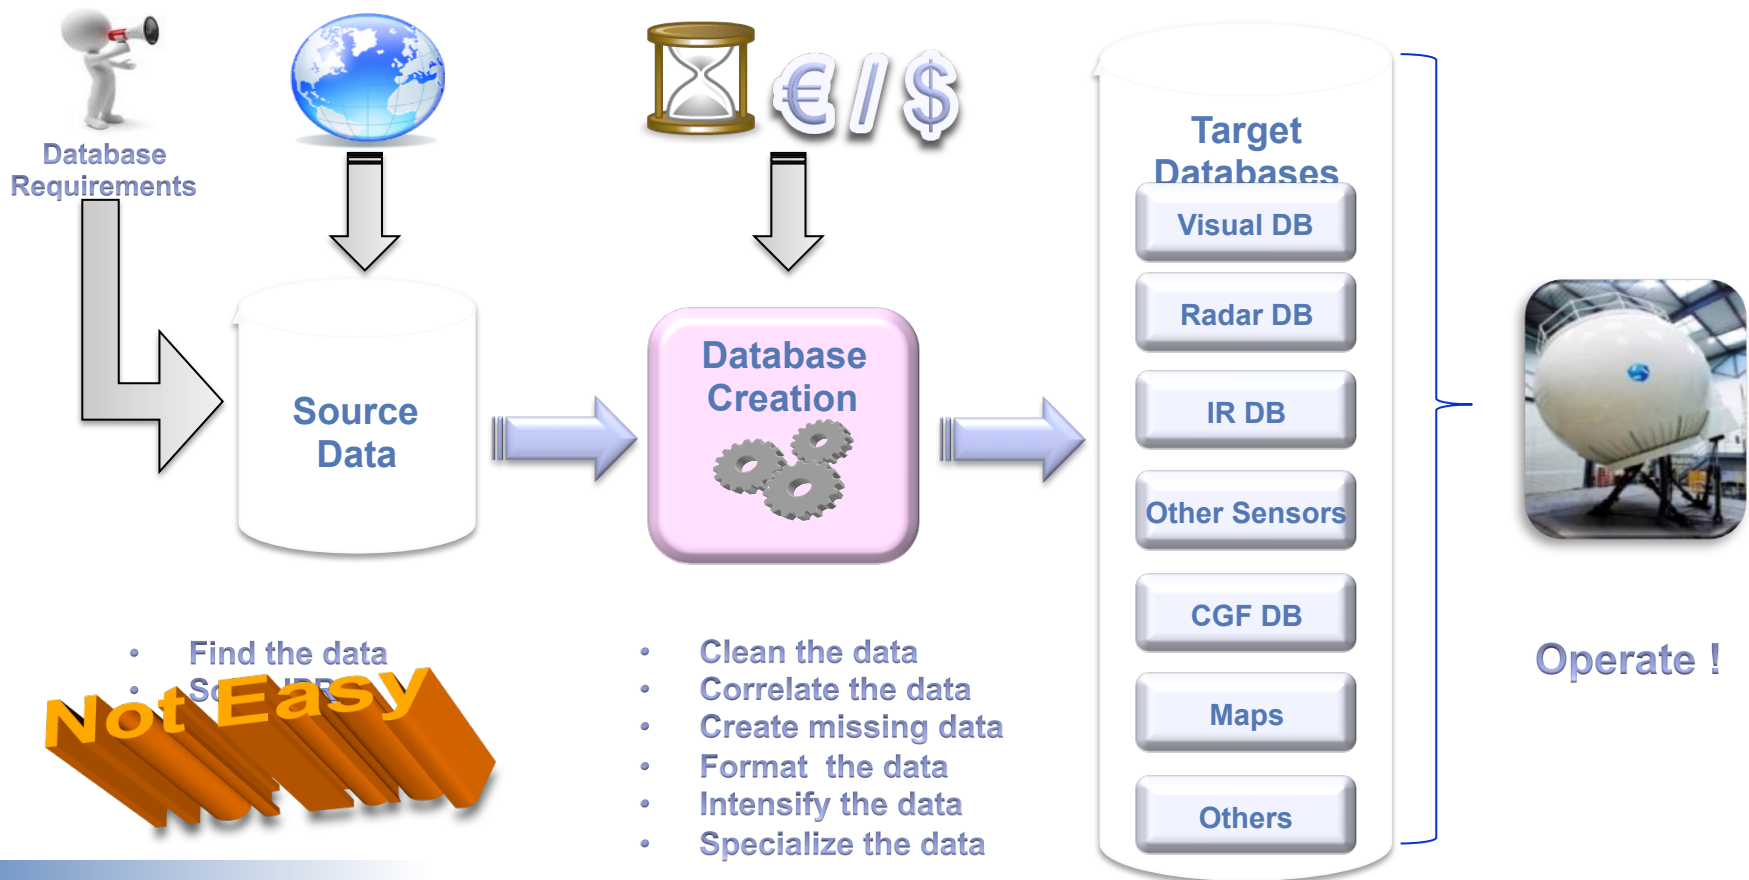 Database
Requirements
€ / $
Source
Data
Database
Creation
Target
Databases
Visual DB
Radar DB
IR DB
Other Sensors
CGF DB
Maps
Others
Operate !
• Find the data
•
Not Easy
• Clean the data
• Correlate the data
• Create missing data
• Format the data
• Intensify the data
• Specialize the data